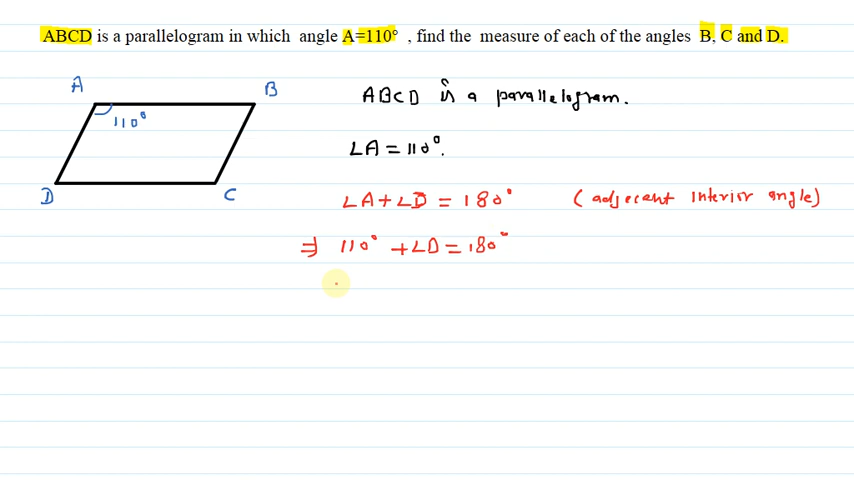 ABCD is a parallelogram in which angle A=110° , find the measure of each of the angles B, C and D.
A
B
110°
D
C
ABCD is a parallelogram.
∠A = 110°.
∠A + ∠D = 180° (adjecant interior angle)
⇒ 110° + ∠D = 180°